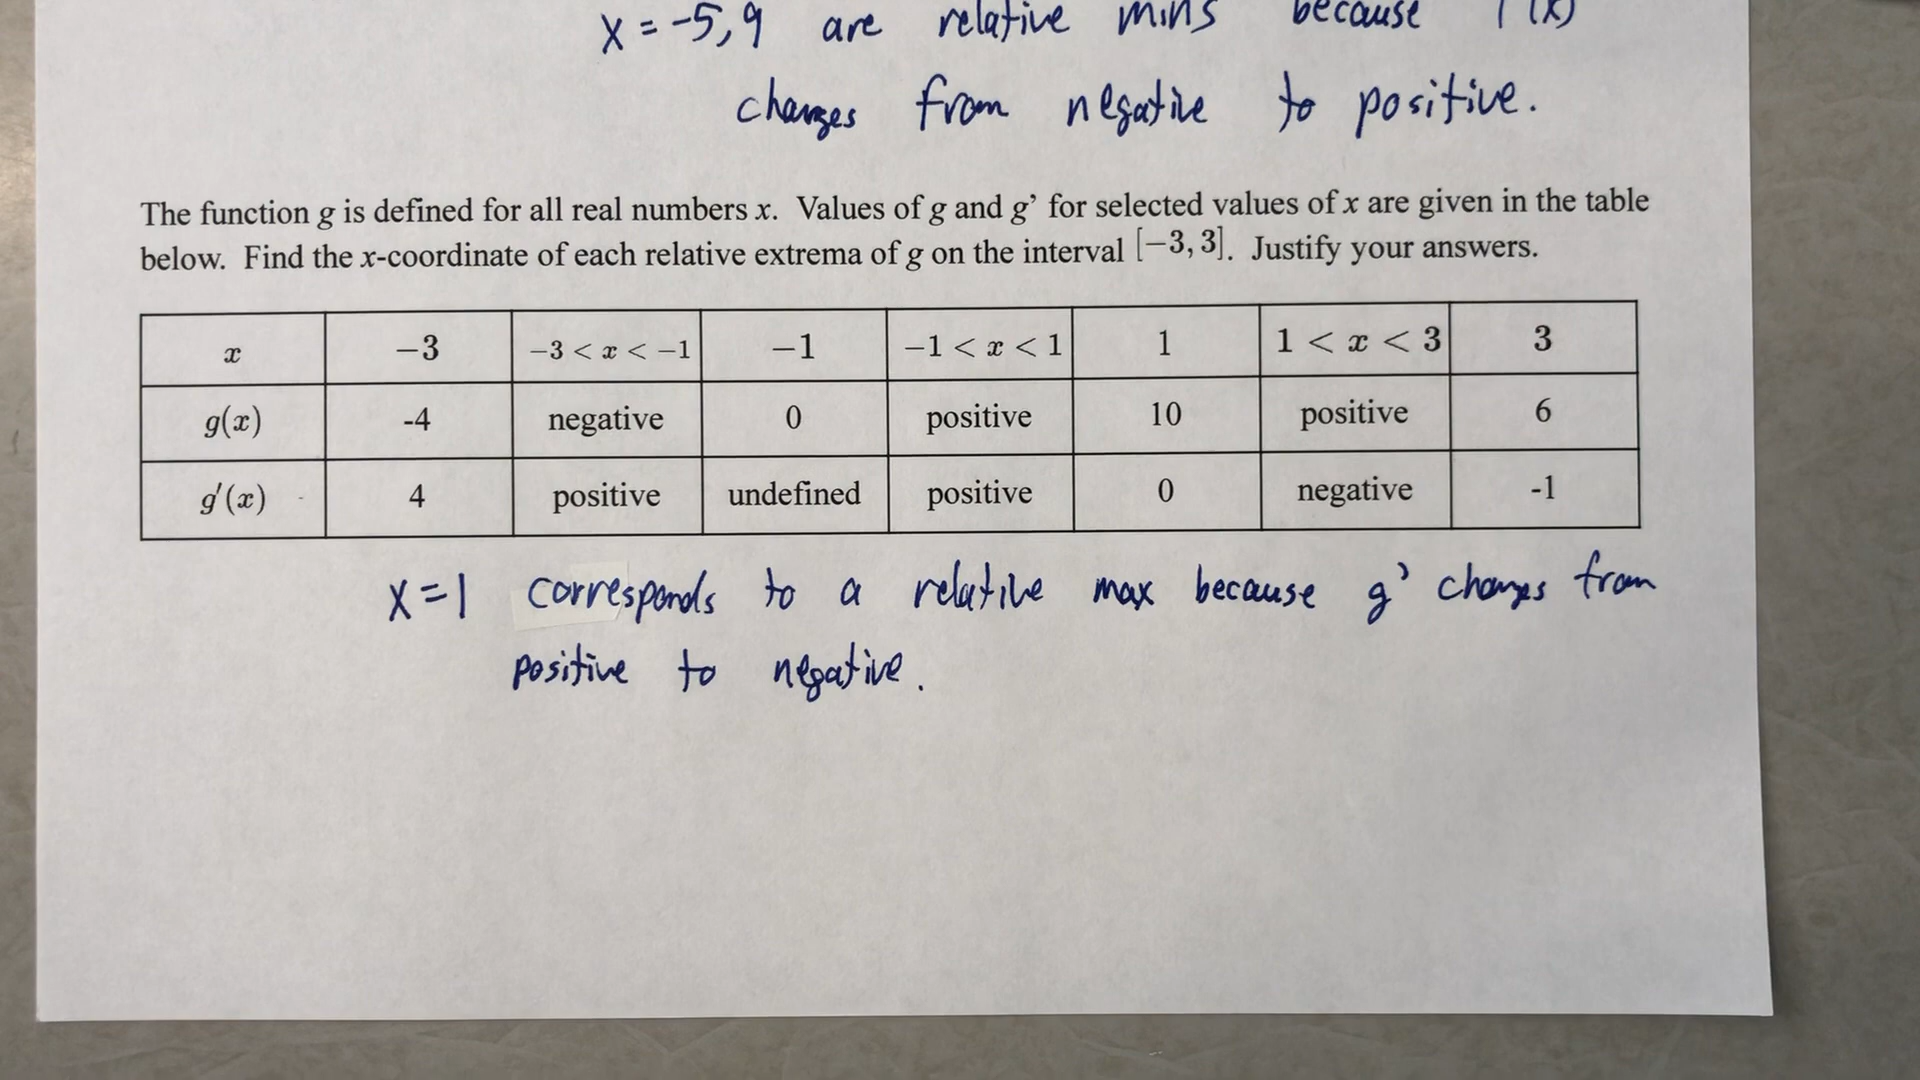 x = -5, 9 are relative mins because
changes from negative to positive.
The function g is defined for all real numbers x. Values of g and g’ for selected values of x are given in the table
below. Find the x-coordinate of each relative extrema of g on the interval [−3, 3]. Justify your answers.
x −3 −3 < x < −1 −1 −1 < x < 1 1 1 < x < 3 3
g(x) -4 negative 0 positive 10 positive 6
g′(x) 4 positive undefined positive 0 negative -1
x=1 corresponds to a relative max because g’ changes from
positive to negative.